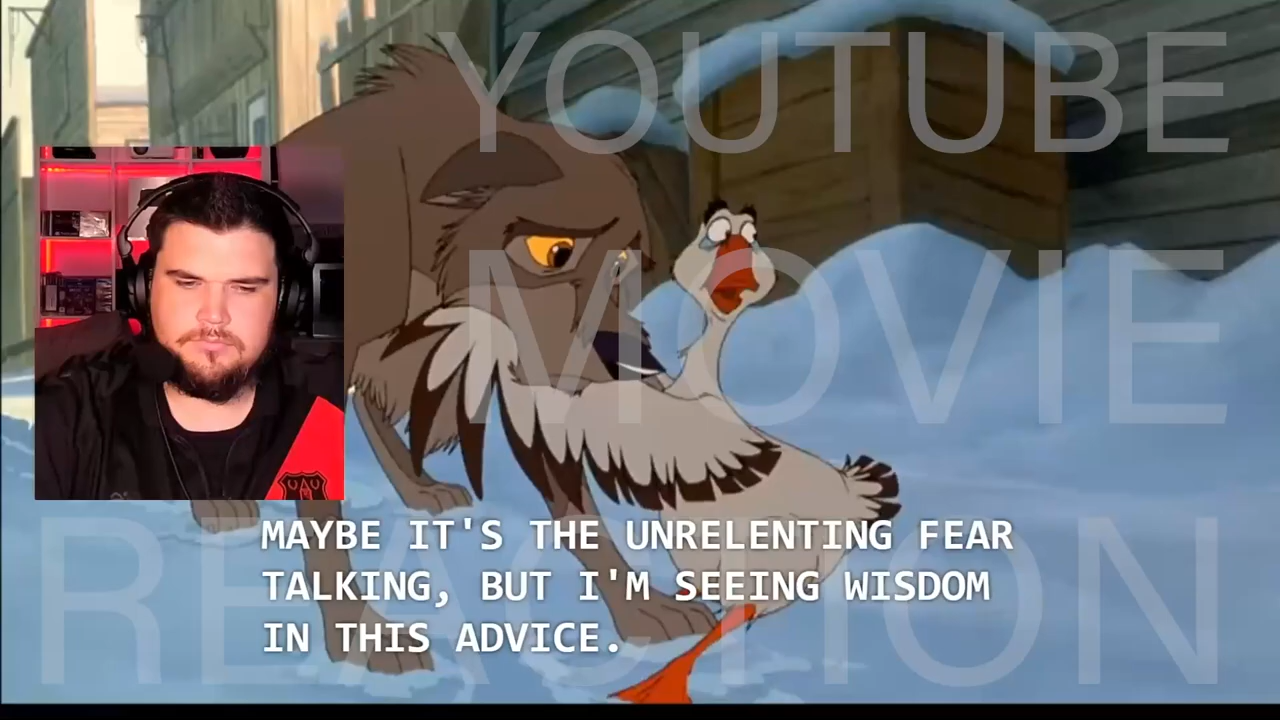 YOUTUBE
MOVIE
REACTION
MAYBE IT'S THE UNRELENTING FEAR
TALKING, BUT I'M SEEING WISDOM
IN THIS ADVICE.